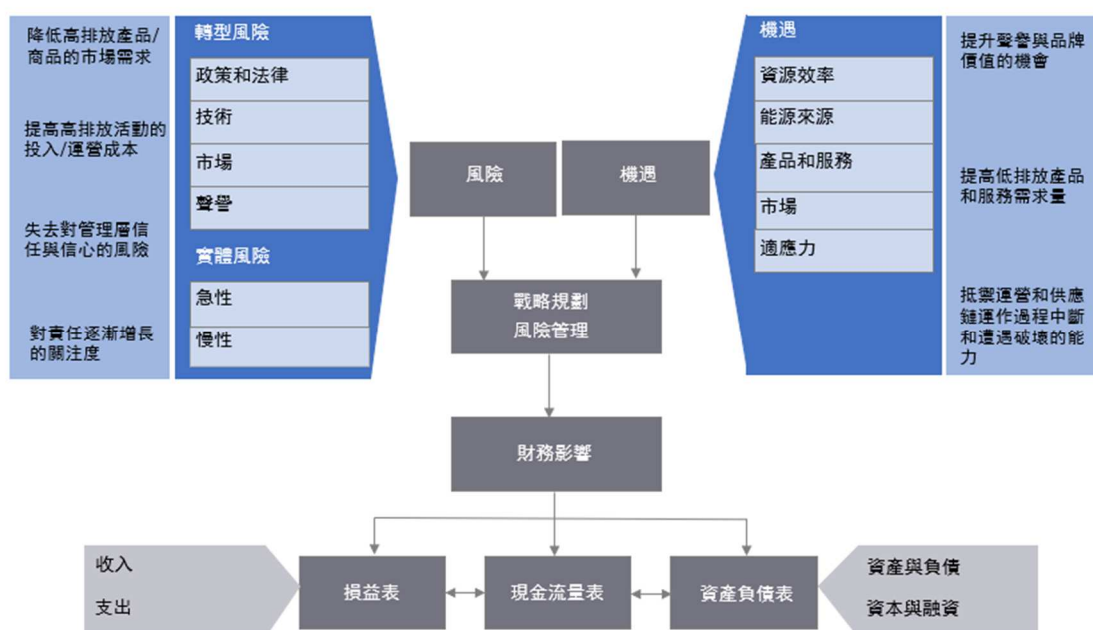 降低高排放產品/
商品的市場需求
提高高排放活動的
投入/運營成本
失去對管理層信
任與信心的風險
對責任逐漸增長
的關注度
轉型風險
政策和法律
技術
市場
聲譽
實體風險
急性
慢性
風險
機遇
戰略規劃
風險管理
財務影響
機遇
資源效率
能源來源
產品和服務
市場
適應力
提升聲譽與品牌
價值的機會
提高低排放產品
和服務需求量
抵禦運營和供應
鏈運作過程中斷
和遭遇破壞的能
力
收入
支出
損益表
現金流量表
資產負債表
資產與負債
資本與融資